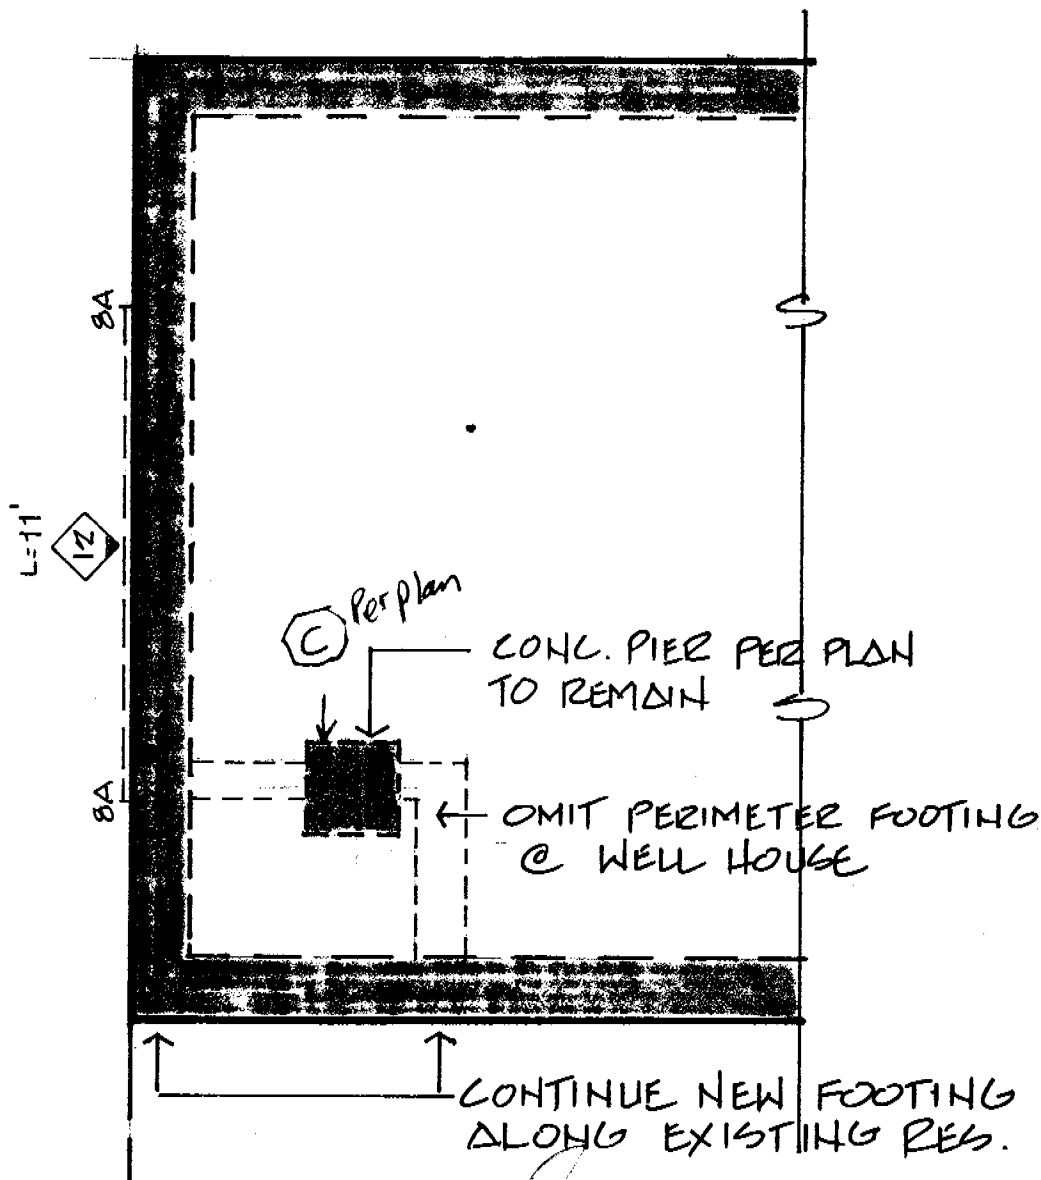 8A
L=11'
12
C
Per plan
CONC. PIER PER PLAN
TO REMAIN
8A
OMIT PERIMETER FOOTING
@ WELL HOUSE
CONTINUE NEW FOOTING
ALONG EXISTING RES.